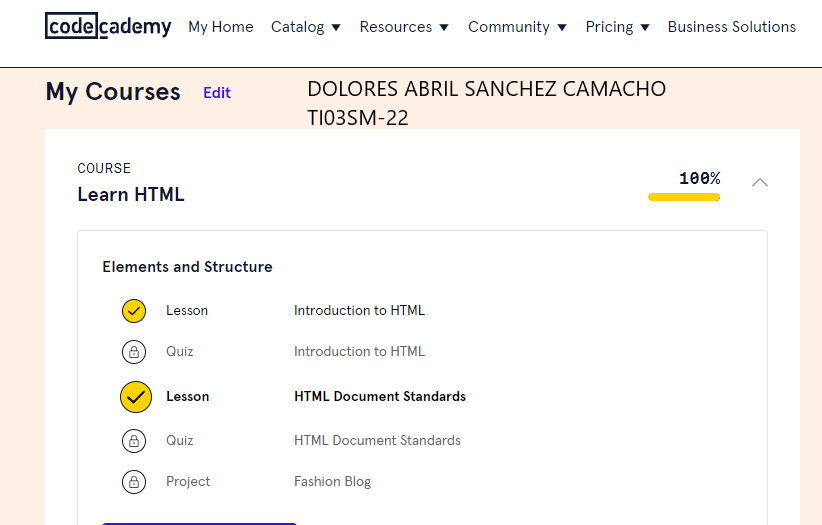 codecademy My Home Catalog Resources Community Pricing Business Solutions
My Courses Edit DOLORES ABRIL SANCHEZ CAMACHO
TI03SM-22
COURSE
Learn HTML 100%
Elements and Structure
Lesson Introduction to HTML
Quiz Introduction to HTML
Lesson HTML Document Standards
Quiz HTML Document Standards
Project Fashion Blog